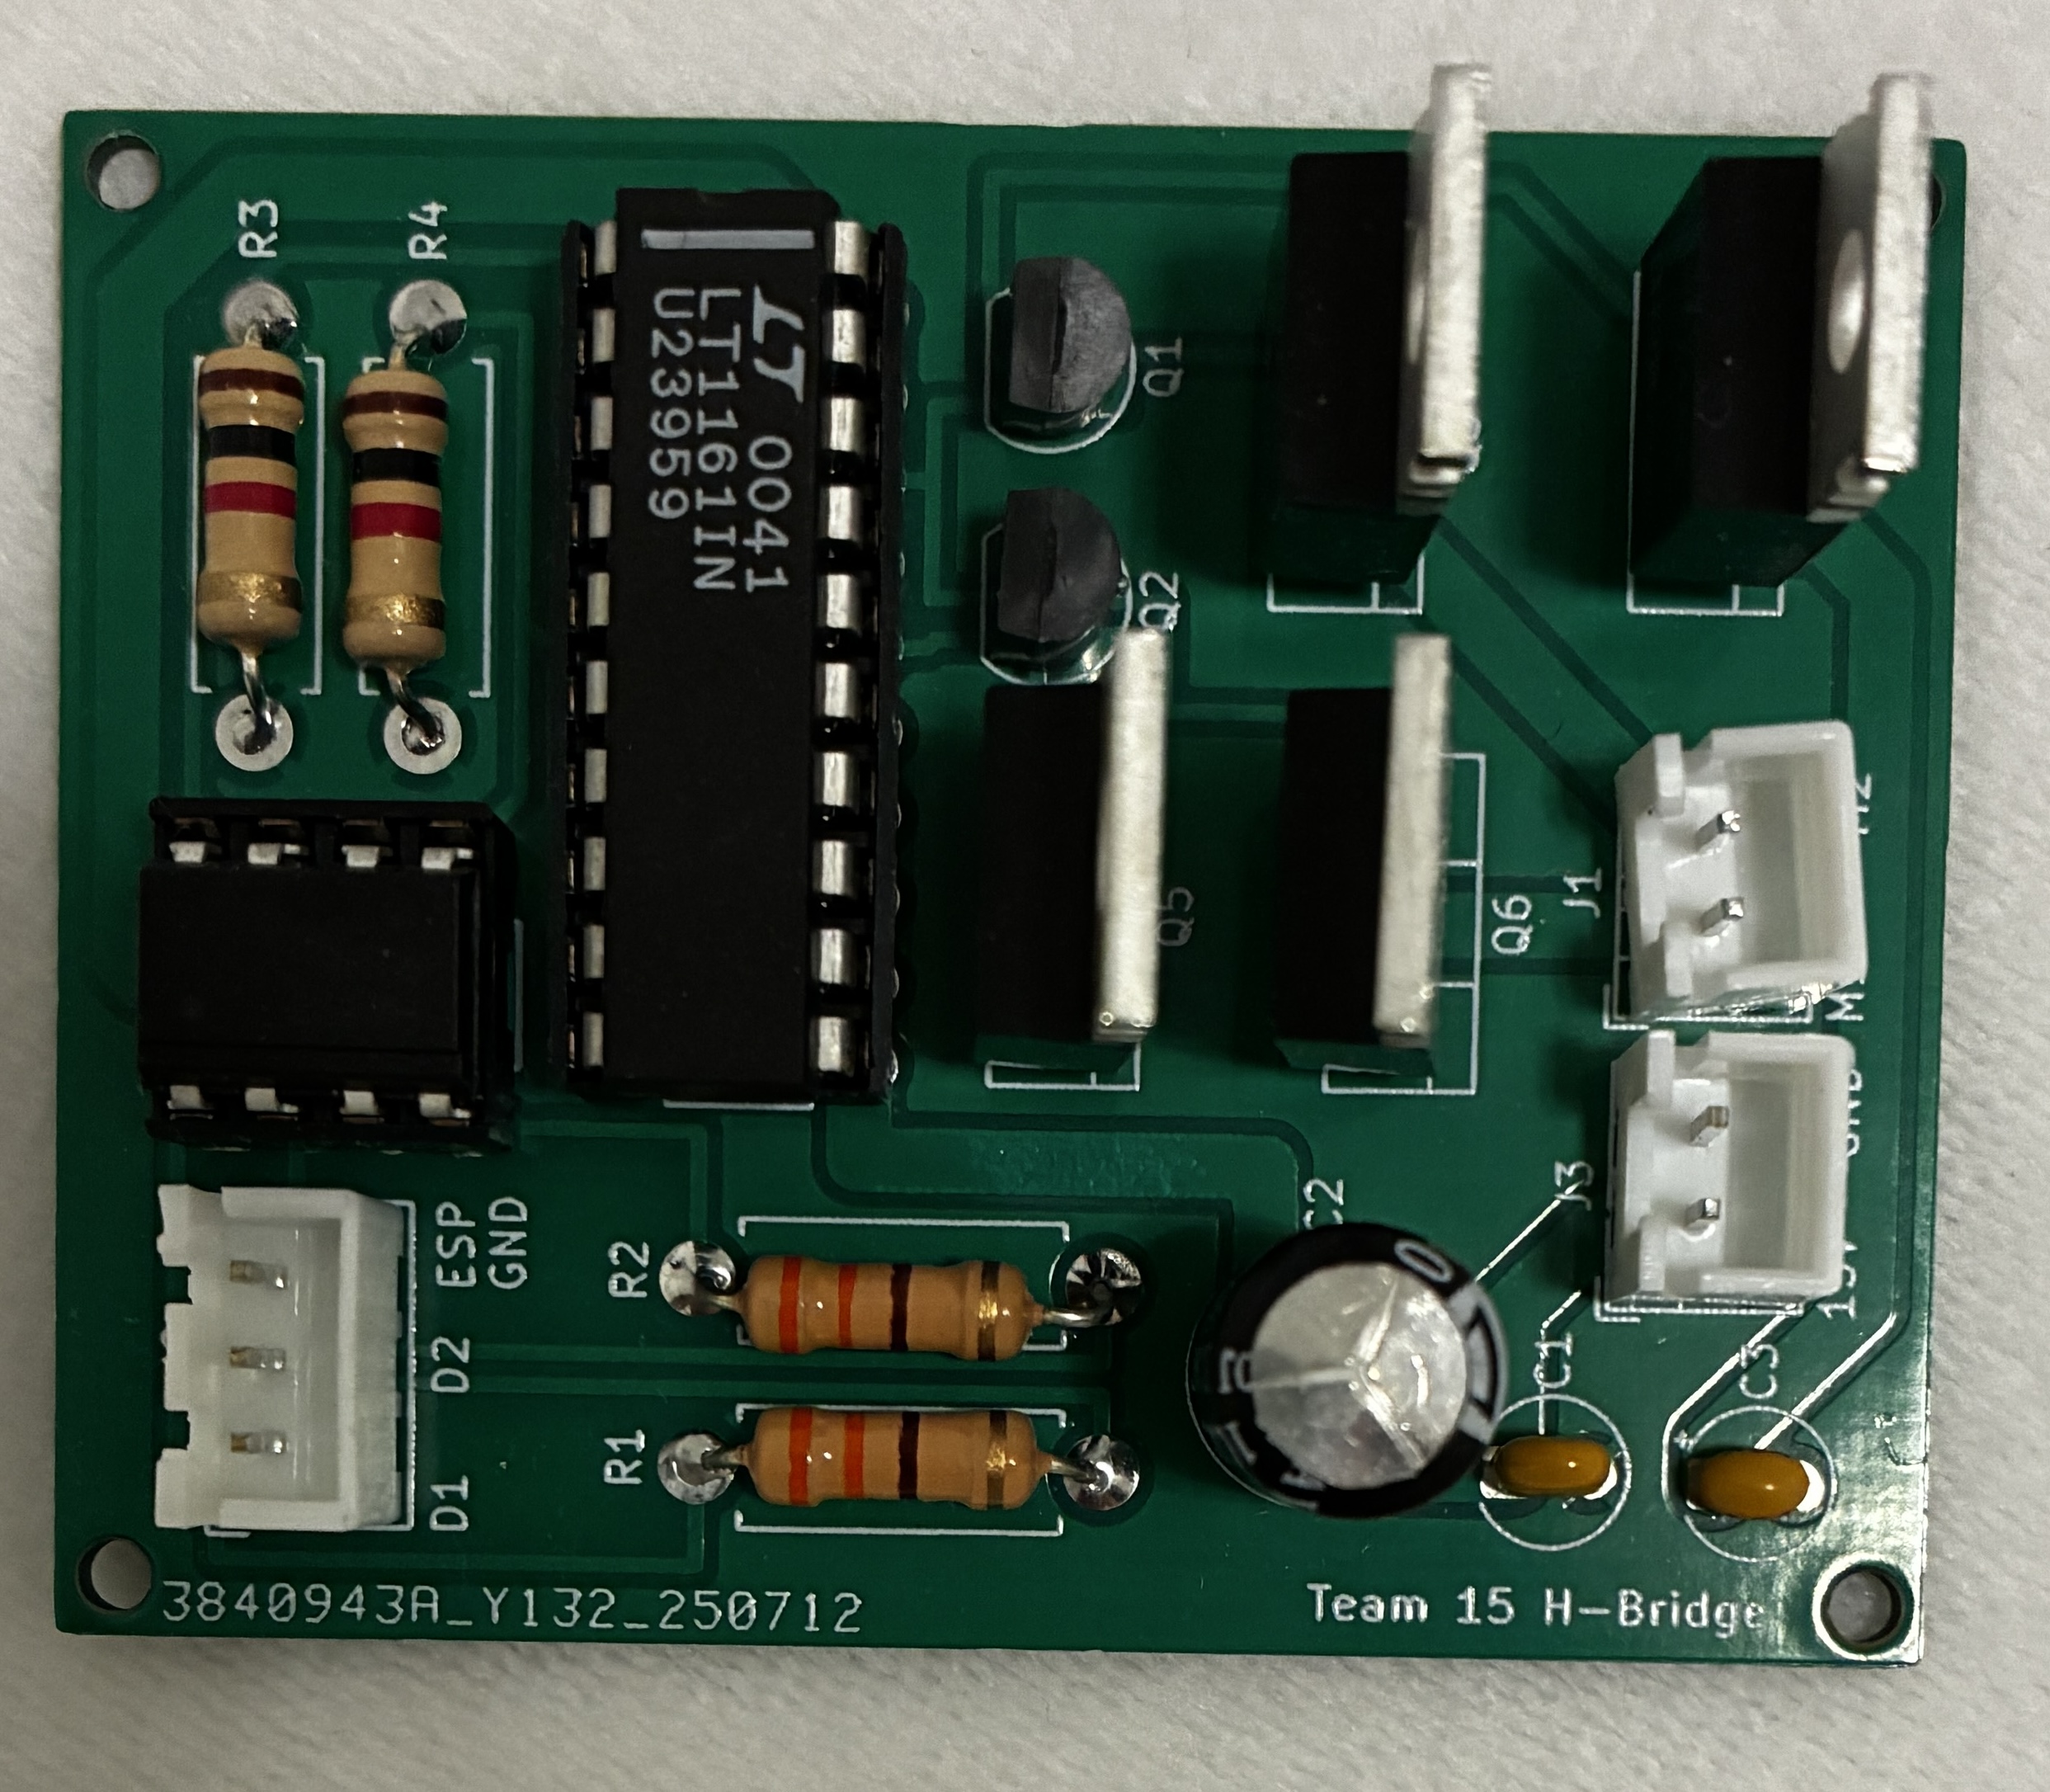 R3
R4
LT 0041
LT1161IN
U23959
Q1
Q2
Q5
Q6
J1
J3
ESP
GND
D2
D1
R2
R1
C2
C1
C3
3840943A_Y132_250712
Team 15 H-Bridge